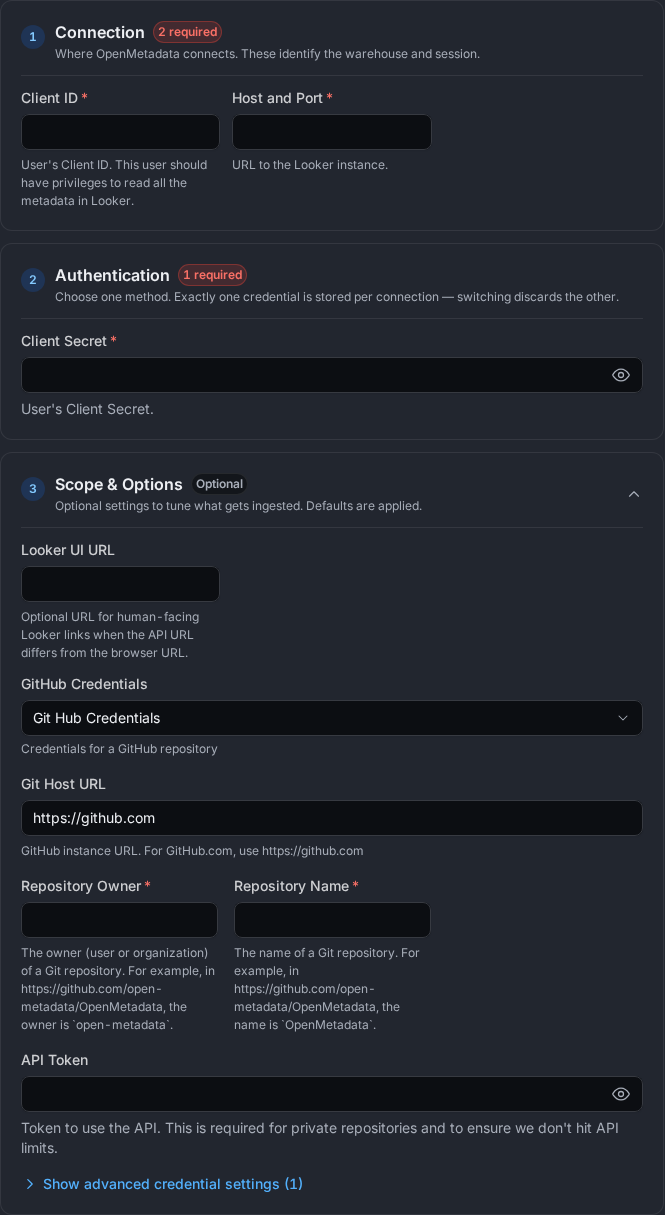 1
Connection
2 required
Where OpenMetadata connects. These identify the warehouse and session.
Client ID *
Host and Port *
User's Client ID. This user should
have privileges to read all the
metadata in Looker.
URL to the Looker instance.
2
Authentication
1 required
Choose one method. Exactly one credential is stored per connection — switching discards the other.
Client Secret *
User's Client Secret.
3
Scope & Options
Optional
Optional settings to tune what gets ingested. Defaults are applied.
Looker UI URL
Optional URL for human-facing
Looker links when the API URL
differs from the browser URL.
GitHub Credentials
Git Hub Credentials
Credentials for a GitHub repository
Git Host URL
https://github.com
GitHub instance URL. For GitHub.com, use https://github.com
Repository Owner *
Repository Name *
The owner (user or organization)
of a Git repository. For example, in
https://github.com/open-
metadata/OpenMetadata, the
owner is `open-metadata`.
The name of a Git repository. For
example, in
https://github.com/open-
metadata/OpenMetadata, the
name is `OpenMetadata`.
API Token
Token to use the API. This is required for private repositories and to ensure we don't hit API
limits.
Show advanced credential settings (1)